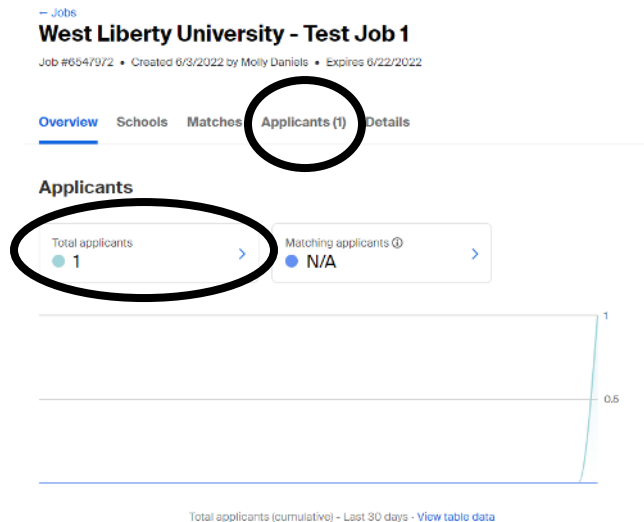 ← Jobs
West Liberty University - Test Job 1
Job #6547972 • Created 6/3/2022 by Molly Daniels • Expires 6/22/2022
Overview Schools Matches Applicants (1) Details
Applicants
Total applicants
1
Matching applicants
N/A
1
0.5
Total applicants (cumulative) - Last 30 days - View table data